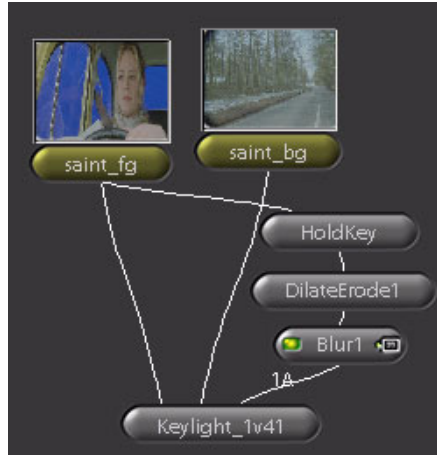 saint_fg
saint_bg
HoldKey
DilateErode1
Blur1
1A
Keylight_1v41